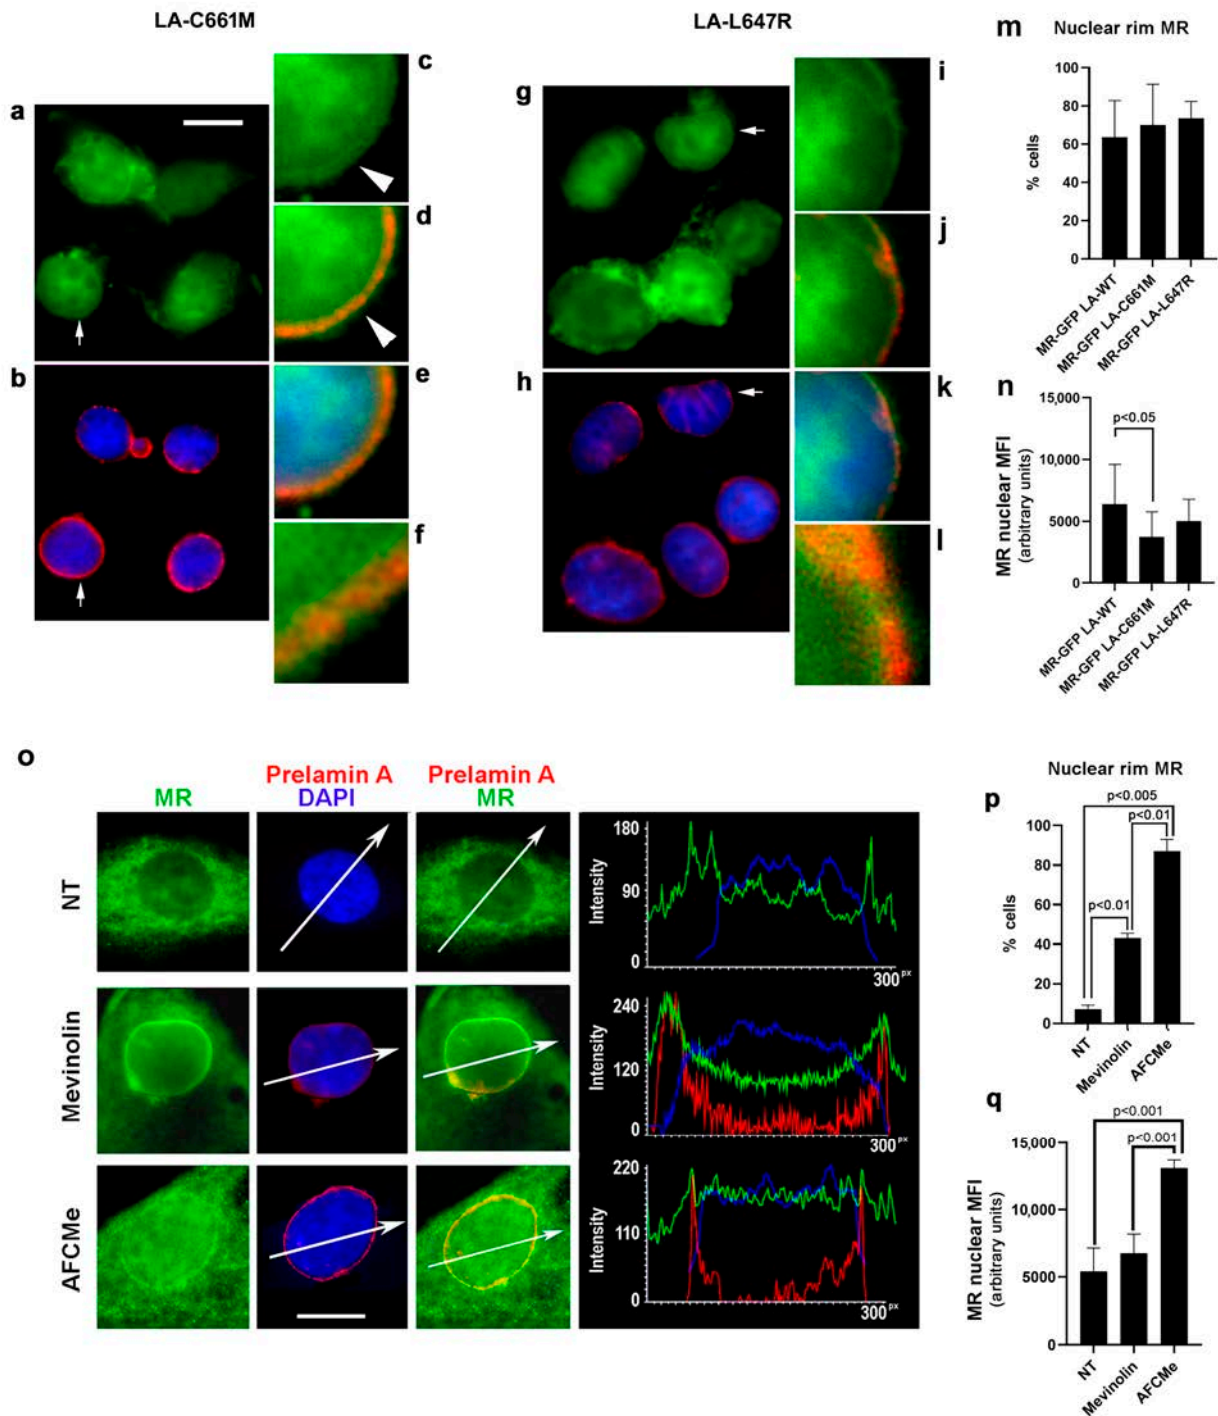 LA-C661M
LA-L647R
a
b
c
d
e
f
g
h
i
j
k
l
m
Nuclear rim MR
100
80
60
40
20
0
% cells
MR-GFP LA-WT
MR-GFP LA-C661M
MR-GFP LA-L647R
n
15,000
10,000
5000
0
p<0.05
MR nuclear MFI
(arbitrary units)
MR-GFP LA-WT
MR-GFP LA-C661M
MR-GFP LA-L647R
o
MR
Prelamin A
DAPI
Prelamin A
MR
NT
Intensity
180
90
0
300 px
Mevinolin
Intensity
240
120
0
300 px
AFCMe
Intensity
220
110
0
300 px
p
Nuclear rim MR
p<0.005
p<0.01
p<0.01
100
80
60
40
20
0
% cells
NT
Mevinolin
AFCMe
q
p<0.001
p<0.001
15,000
10,000
5000
0
MR nuclear MFI
(arbitrary units)
NT
Mevinolin
AFCMe